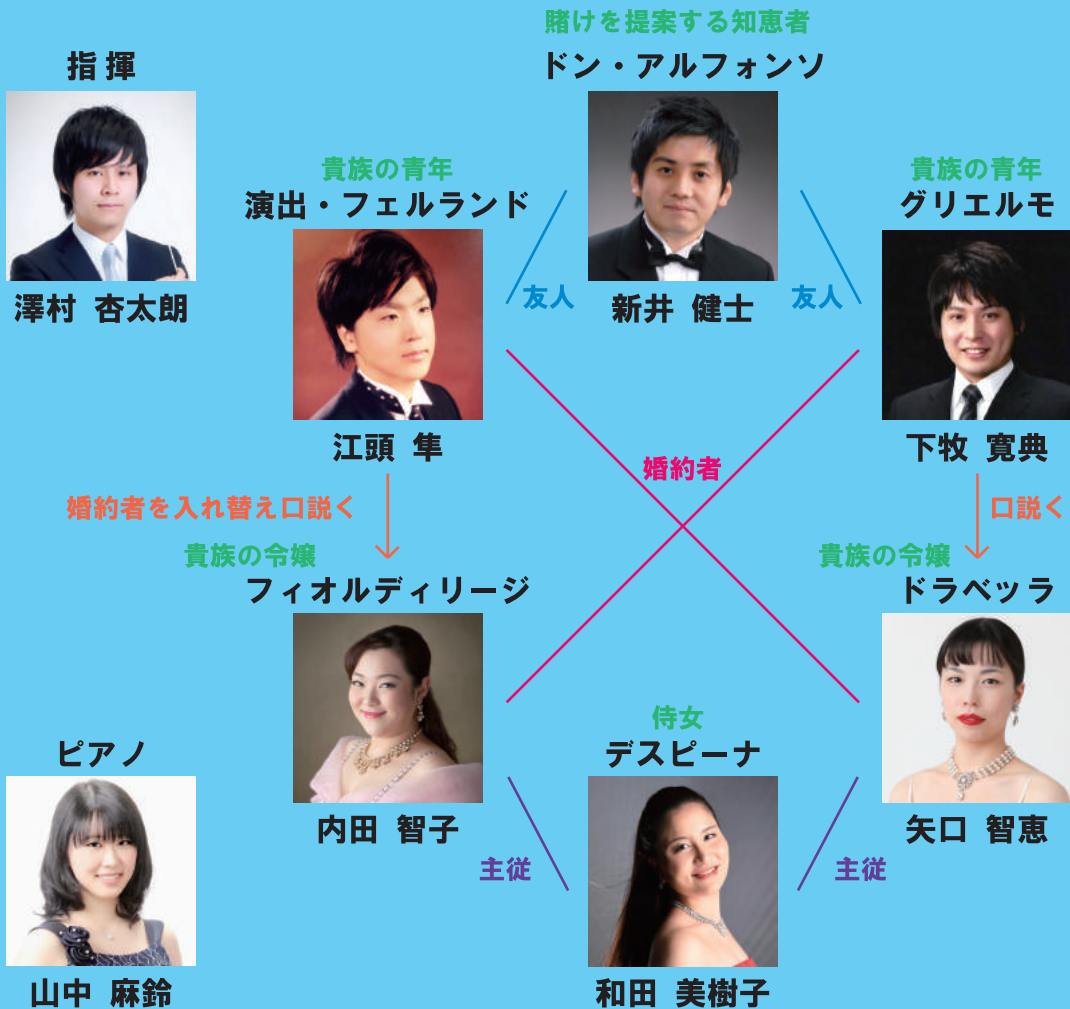 賭けを提案する知恵者
ドン・アルフォンソ
新井 健士
指揮
澤村 杏太朗
貴族の青年
演出・フェルランド
江頭 隼
貴族の青年
グリエルモ
下牧 寛典
友人
友人
婚約者
婚約者を入れ替え口説く
口説く
貴族の令嬢
フィオルディリージ
内田 智子
貴族の令嬢
ドラベッラ
矢口 智恵
侍女
デスピーナ
和田 美樹子
主従
主従
ピアノ
山中 麻鈴